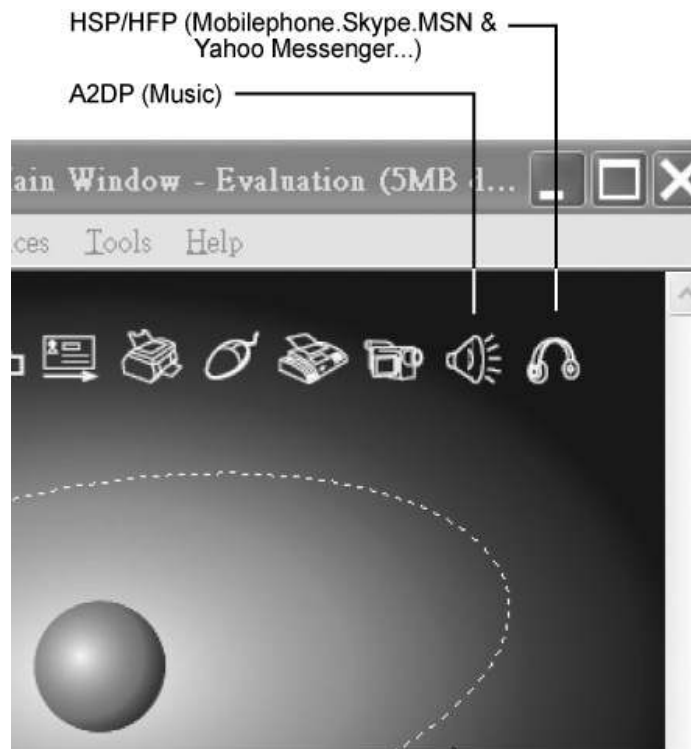 HSP/HFP (Mobilephone.Skype.MSN &
Yahoo Messenger...)
A2DP (Music)
ain Window - Evaluation (5MB d...
ces Tools Help